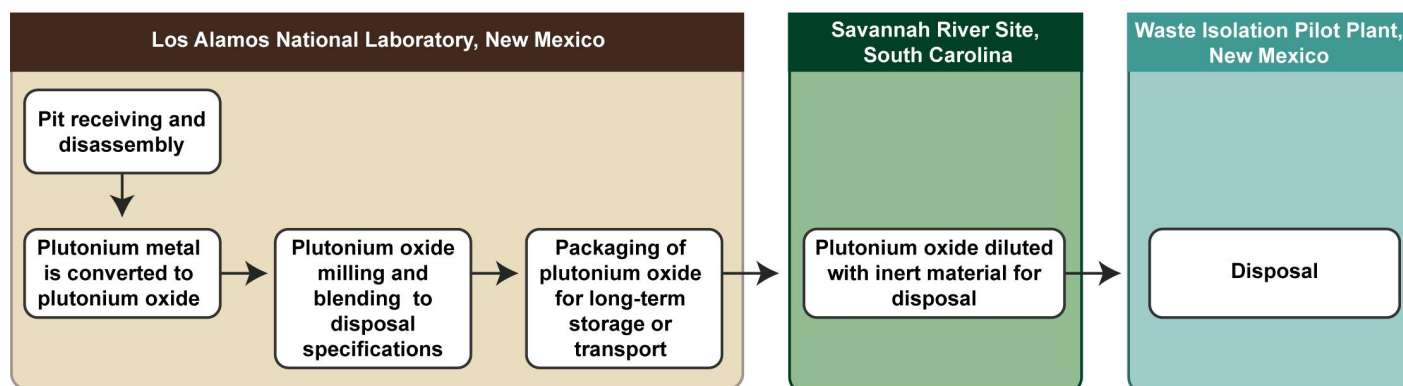 Los Alamos National Laboratory, New Mexico
Pit receiving and
disassembly
Plutonium metal
is converted to
plutonium oxide
Plutonium oxide
milling and
blending to
disposal
specifications
Packaging of
plutonium oxide
for long-term
storage or
transport
Savannah River Site,
South Carolina
Plutonium oxide diluted
with inert material for
disposal
Waste Isolation Pilot Plant,
New Mexico
Disposal